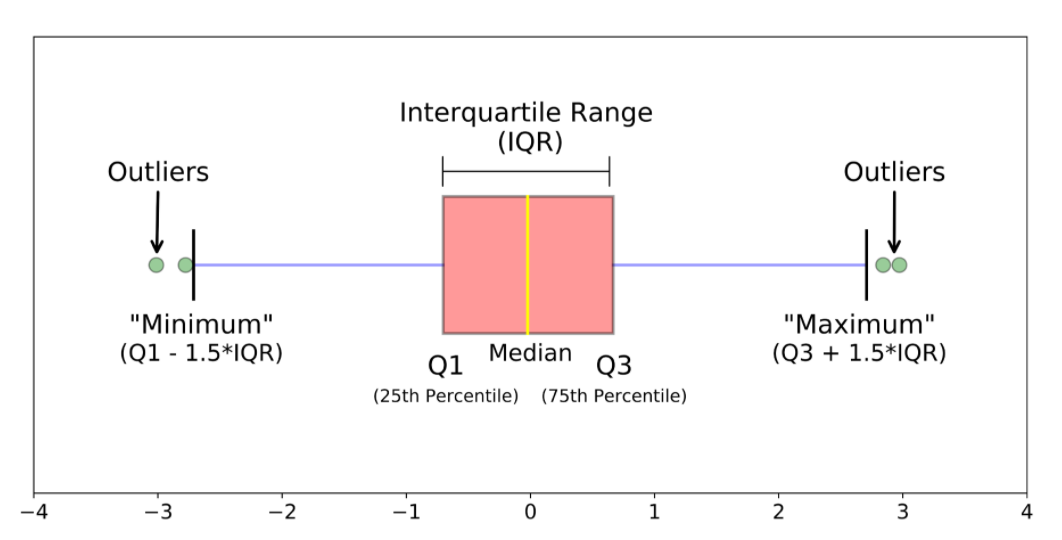 Interquartile Range
(IQR)
Outliers
Outliers
"Minimum"
(Q1 - 1.5*IQR)
"Maximum"
(Q3 + 1.5*IQR)
Median
Q1
Q3
(25th Percentile)
(75th Percentile)
−4
−3
−2
−1
0
1
2
3
4